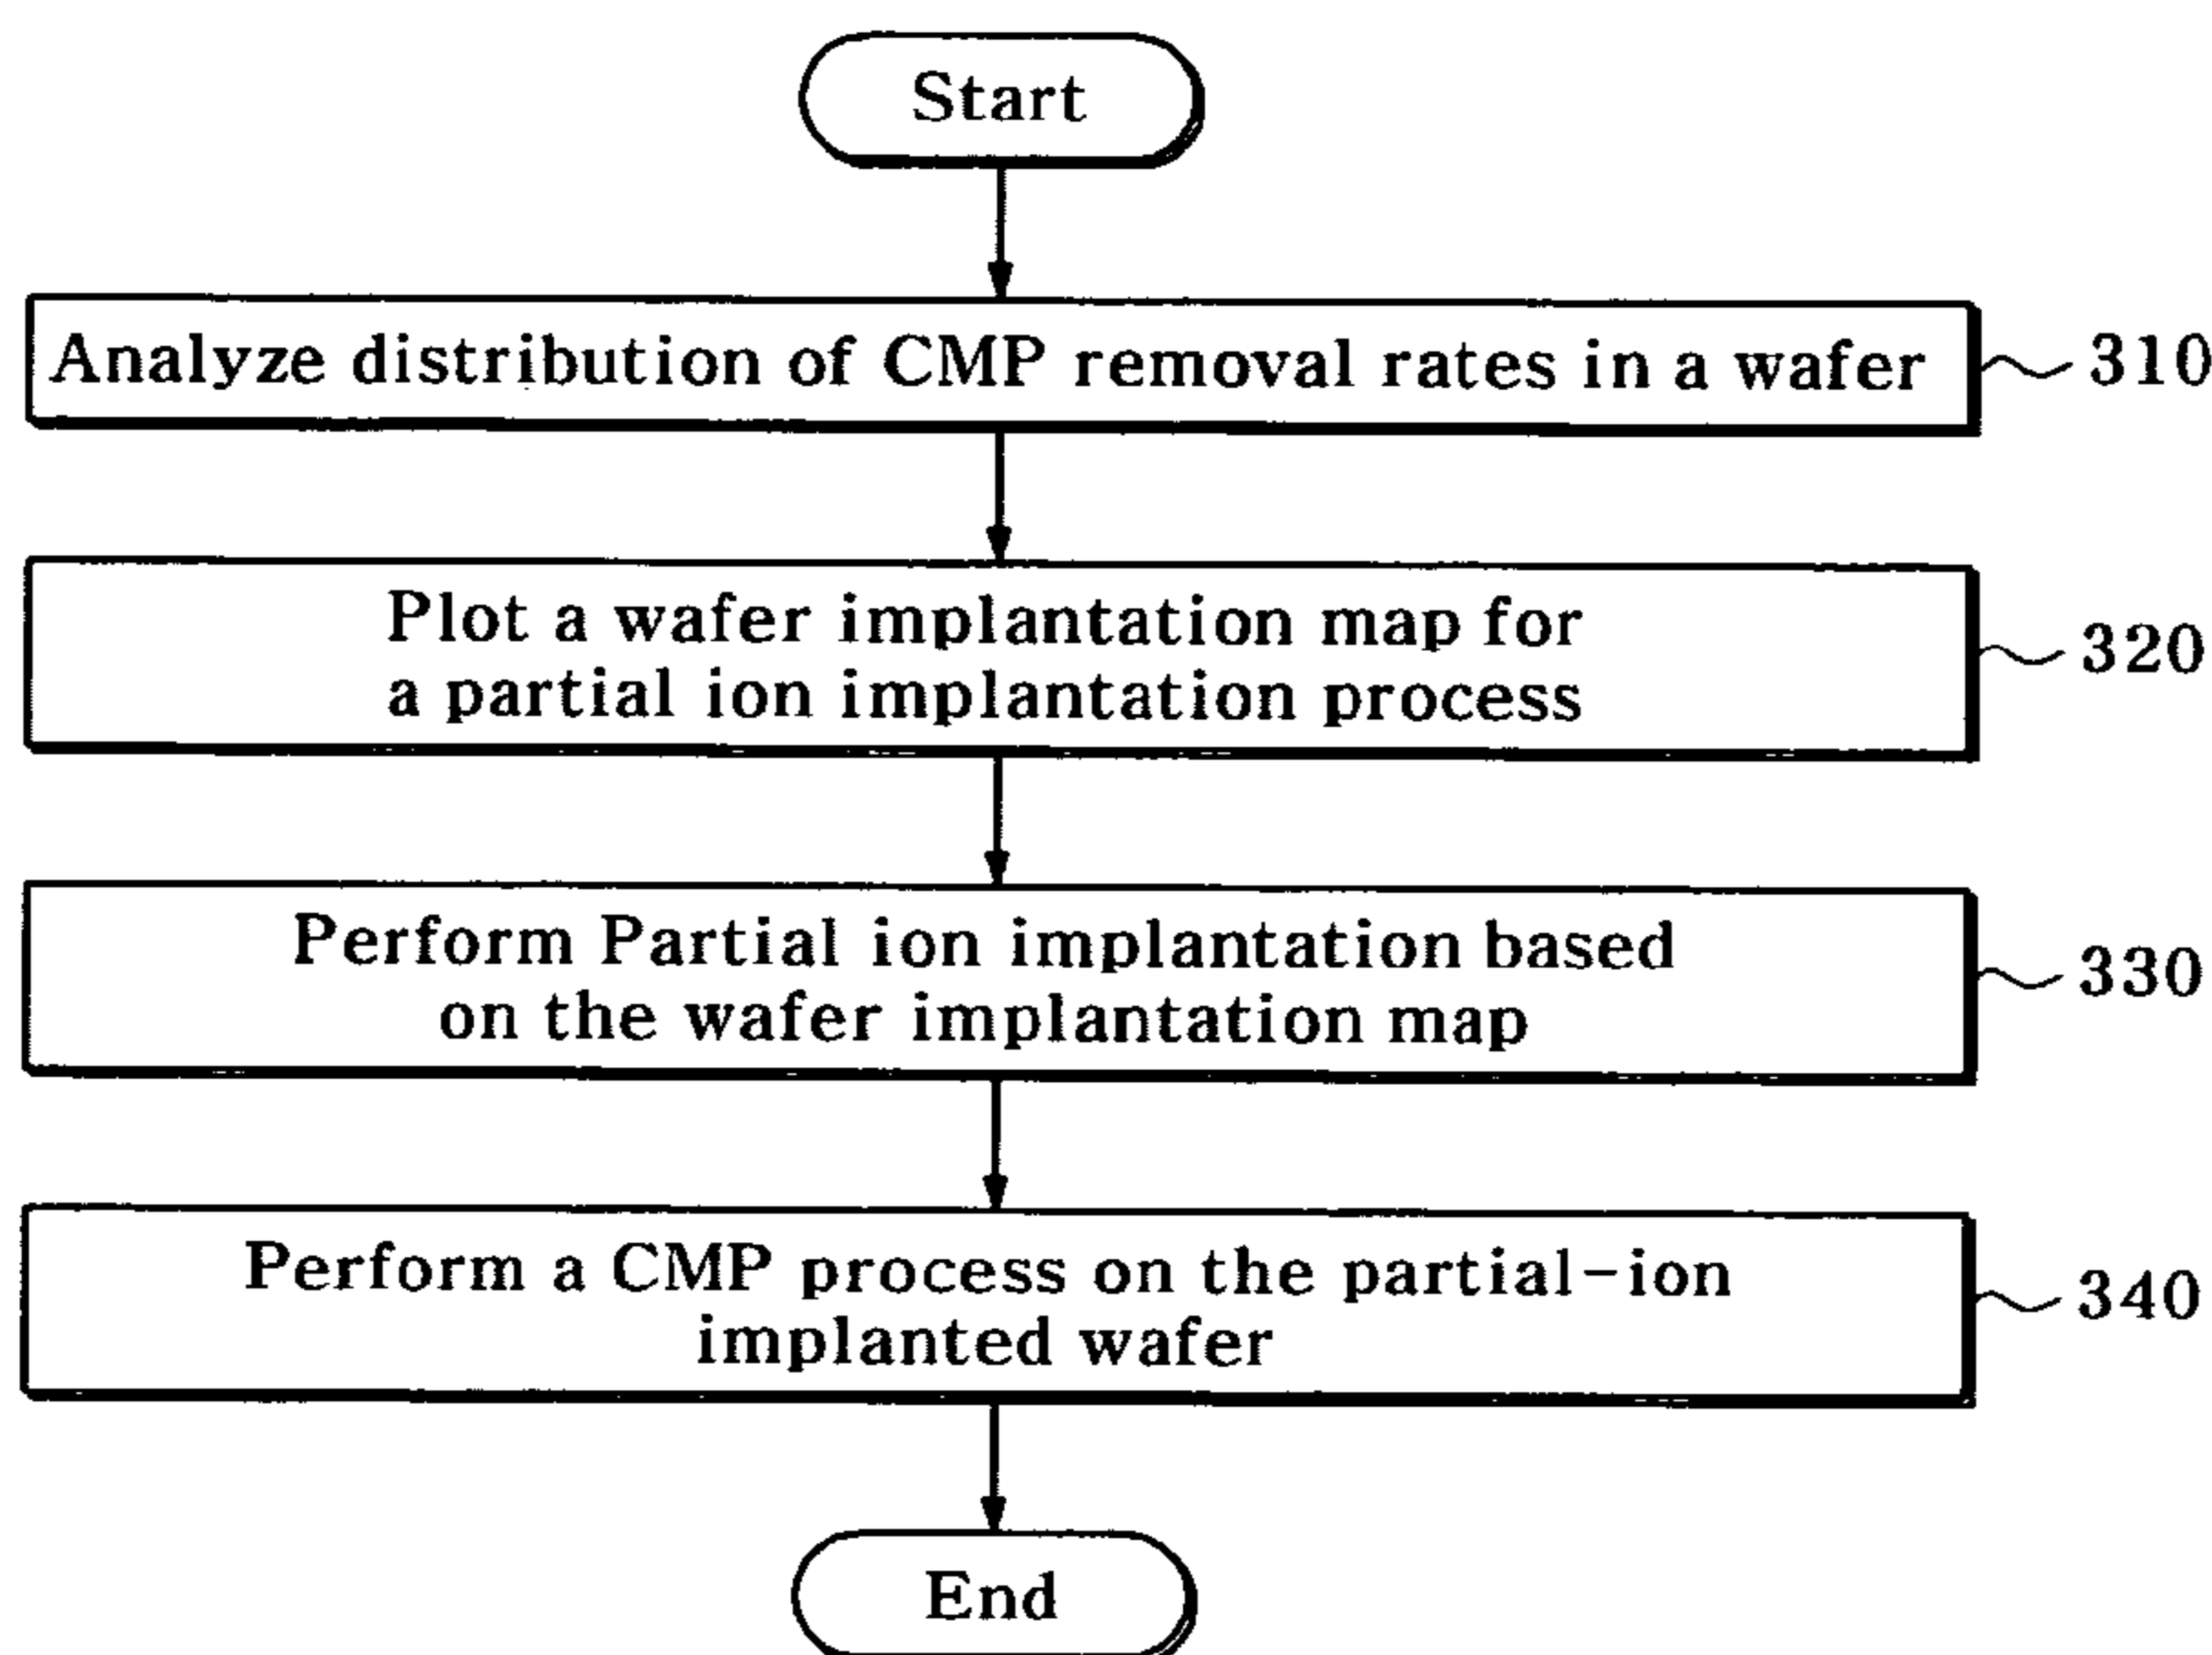 Start
Analyze distribution of CMP removal rates in a wafer
310
Plot a wafer implantation map for
a partial ion implantation process
320
Perform Partial ion implantation based
on the wafer implantation map
330
Perform a CMP process on the partial-ion
implanted wafer
340
End